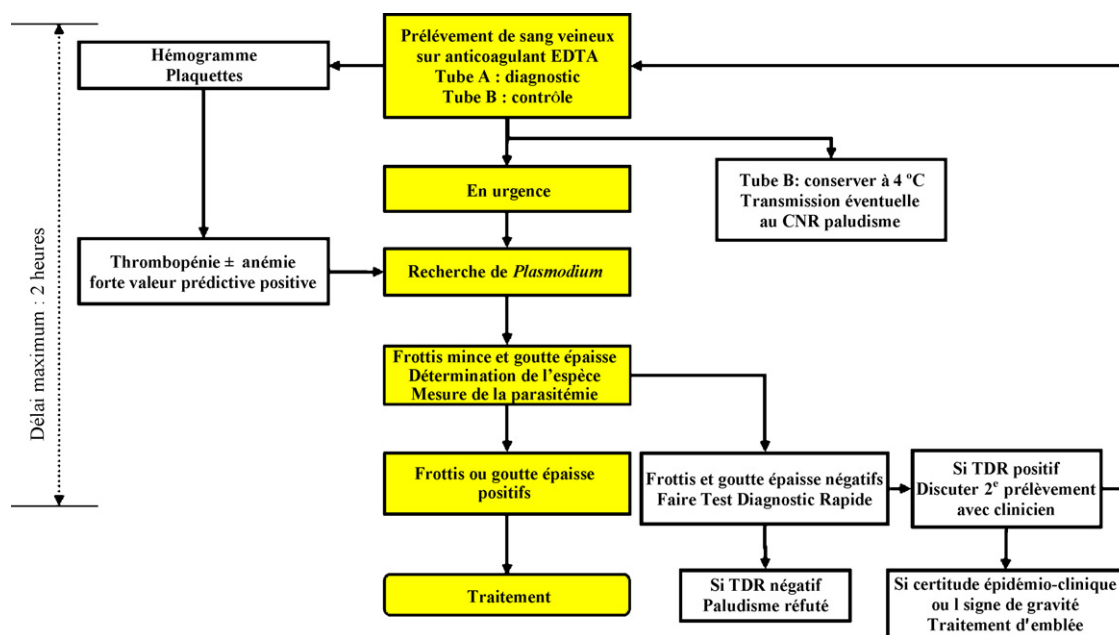 Prélévement de sang veineux
sur anticoagulant EDTA
Tube A : diagnostic
Tube B : contrôle
Hémogramme
Plaquettes
Tube B: conserver à 4 ºC
Transmission éventuelle
au CNR paludisme
En urgence
Délai maximum : 2 heures
Thrombopénie ± anémie
forte valeur prédictive positive
Recherche de Plasmodium
Frottis mince et goutte épaisse
Détermination de l'espèce
Mesure de la parasitémie
Frottis ou goutte épaisse
positifs
Frottis et goutte épaisse négatifs
Faire Test Diagnostic Rapide
Si TDR positif
Discuter 2e prélèvement
avec clinicien
Traitement
Si TDR négatif
Paludisme réfuté
Si certitude épidémio-clinique
ou 1 signe de gravité
Traitement d'emblée